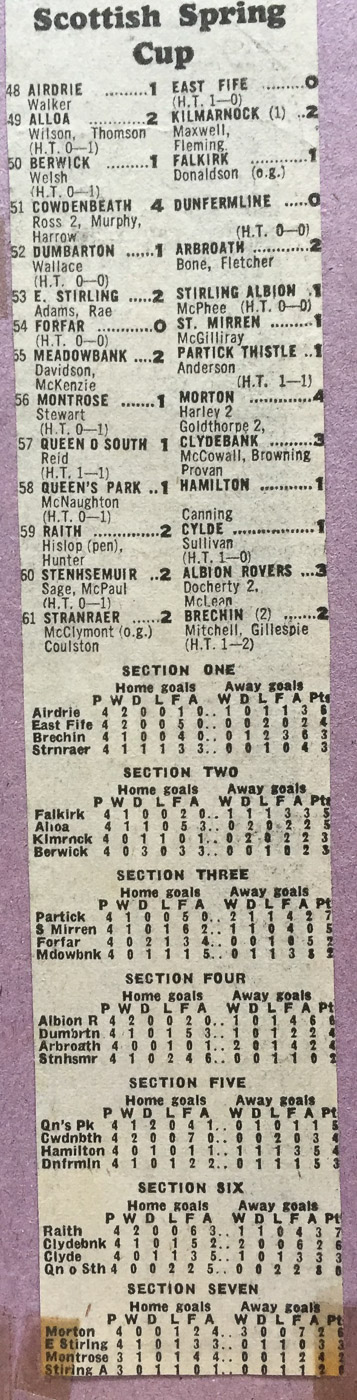 Scottish Spring
Cup
48 AIRDRIE .........1 EAST FIFE ........0
Walker (H.T. 1—0)
49 ALLOA ............2 KILMARNOCK (1) ..2
Wilson, Thomson Maxwell,
(H.T. 0—1) Fleming
50 BERWICK .........1 FALKIRK ...........1
Welsh Donaldson (o.g.)
(H.T. 0—1)
51 COWDENBEATH 4 DUNFERMLINE .....0
Ross 2, Murphy,
Harrow (H.T. 0—0)
52 DUMBARTON ......1 ARBROATH ...........2
Wallace Bone, Fletcher
(H.T. 0—0)
53 E. STIRLING .....2 STIRLING ALBION .1
Adams, Rae McPhee (H.T. 0—0)
54 FORFAR ...........0 ST. MIRREN ........1
(H.T. 0—0) McGilliray
55 MEADOWBANK ....2 PARTICK THISTLE ..1
Davidson, Anderson
McKenzie (H.T. 1—1)
56 MONTROSE .......1 MORTON ............4
Stewart Harley 2
(H.T. 0—1) Goldthorpe 2,
57 QUEEN O SOUTH 1 CLYDEBANK ........3
Reid McCowall, Browning
(H.T. 1—1) Provan
58 QUEEN'S PARK ..1 HAMILTON ..........1
McNaughton
(H.T. 0—1) Canning
59 RAITH .............2 CYLDE ..............1
Hislop (pen), Sullivan
Hunter (H.T. 1—0)
60 STENHSEMUIR ..2 ALBION ROVERS ...3
Sage, McPaul Docherty 2,
(H.T. 0—1) McLean
61 STRANRAER ......2 BRECHIN (2) .......2
McClymont (o.g.) Mitchell, Gillespie
Coulston (H.T. 1—2)
SECTION ONE
Home goals Away goals
P W D L F A W D L F A Pts
Airdrie 4 2 0 0 1 0.. 1 0 1 1 3 6
East Fife 4 2 0 0 5 0.. 0 0 2 0 2 4
Brechin 4 1 0 0 4 0.. 0 1 2 3 6 3
Strnraer 4 1 1 1 3 3.. 0 0 1 0 4 3
SECTION TWO
Home goals Away goals
P W D L F A W D L F A Pts
Falkirk 4 1 0 0 2 0.. 1 1 1 3 3 5
Alloa 4 1 1 0 5 3.. 0 2 0 2 2 5
Klmrnck 4 0 1 1 0 1.. 0 2 0 2 2 3
Berwick 4 0 3 0 3 3.. 0 0 1 0 2 3
SECTION THREE
Home goals Away goals
P W D L F A W D L F A Pt
Partick 4 1 0 0 5 0.. 2 1 1 4 2 7
S Mirren 4 1 0 1 6 2.. 1 1 0 4 0 5
Forfar 4 0 2 1 3 4.. 0 0 1 0 5 2
Mdowbnk 4 0 1 1 1 5.. 0 1 1 3 8 2
SECTION FOUR
Home goals Away goals
P W D L F A W D L F A Pt
Albion R 4 2 0 0 2 0.. 1 0 1 4 6 6
Dumbrtn 4 1 0 1 5 3.. 1 0 1 2 2 4
Arbroath 4 0 0 1 0 1.. 2 0 1 4 2 4
Stnhsmr 4 1 0 2 4 6.. 0 0 1 1 0 2
SECTION FIVE
Home goals Away goals
P W D L F A W D L F A Pt
Qn's Pk 4 1 2 0 4 1.. 0 1 0 1 1 5
Cwdnbth 4 2 0 0 7 0.. 0 0 2 0 3 4
Hamilton 4 0 1 0 1 1.. 1 1 1 3 5 4
Dnfrmln 4 1 0 1 2 2.. 0 1 1 1 5 3
SECTION SIX
Home goals Away goals
P W D L F A W D L F A Pt
Raith 4 2 0 0 6 3.. 1 1 0 4 3 7
Clydebnk 4 1 0 1 5 2.. 2 0 0 6 2 6
Clyde 4 0 1 1 3 5.. 1 0 1 3 3 3
Qn o Sth 4 0 0 2 2 5.. 0 0 2 2 8 0
SECTION SEVEN
Home goals Away goals
P W D L F A W D L F A Pt
Morton 4 0 0 1 2 4.. 3 0 0 7 2 6
E Stirlng 4 1 0 1 3 3.. 0 1 1 0 3 3
Montrose 3 1 0 1 4 4.. 0 0 1 2 4 2
Stirlng A 3 0 1 0 1 1.. 0 1 1 0 1 2